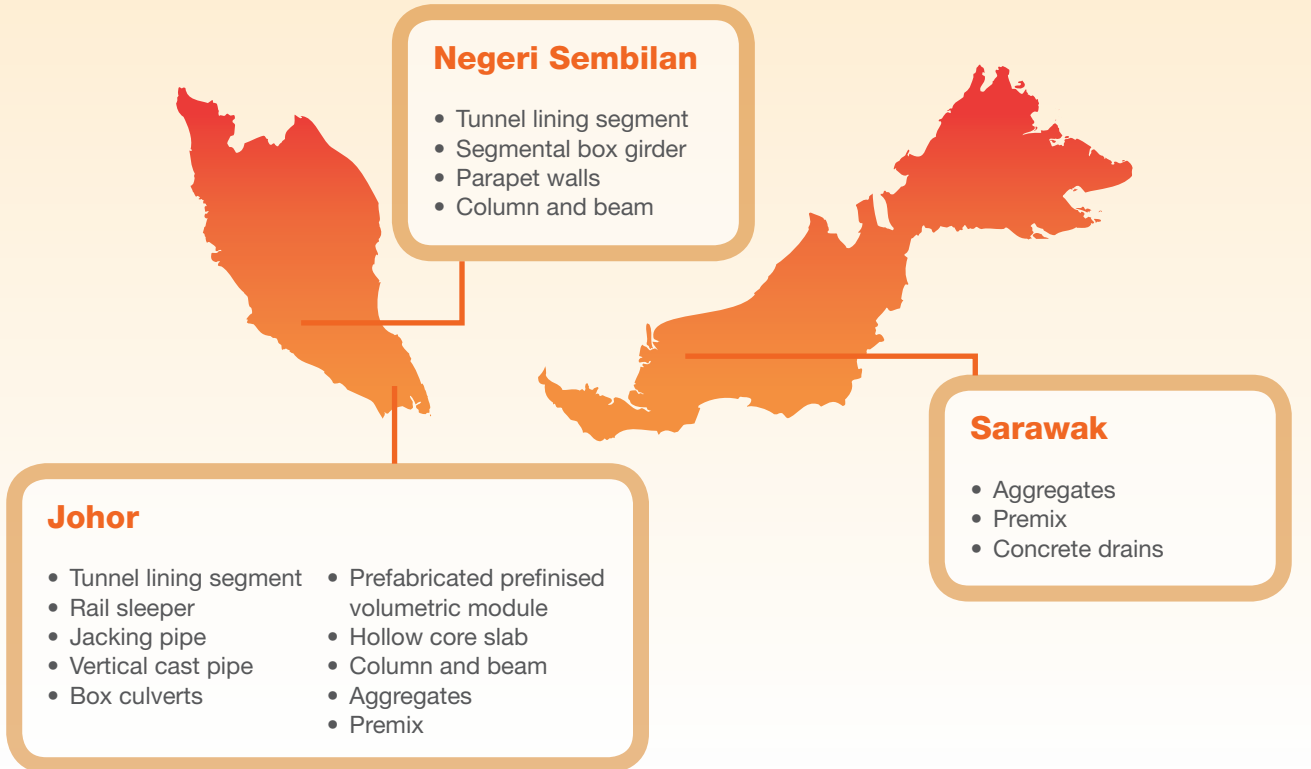 Negeri Sembilan
• Tunnel lining segment
• Segmental box girder
• Parapet walls
• Column and beam
Sarawak
• Aggregates
• Premix
• Concrete drains
Johor
• Tunnel lining segment
• Rail sleeper
• Jacking pipe
• Vertical cast pipe
• Box culverts
• Prefabricated prefinised
volumetric module
• Hollow core slab
• Column and beam
• Aggregates
• Premix